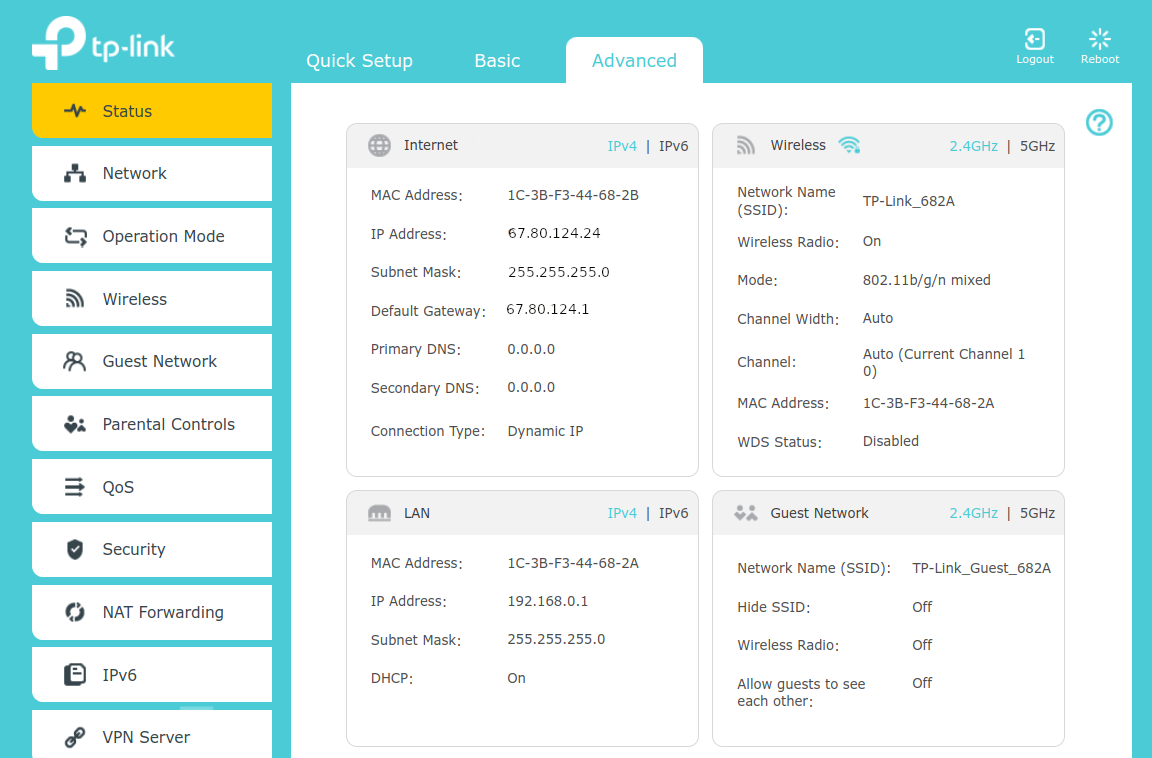 tp-link
Quick Setup
Basic
Advanced
Logout
Reboot
Status
Network
Operation Mode
Wireless
Guest Network
Parental Controls
QoS
Security
NAT Forwarding
IPv6
VPN Server
Internet IPv4 | IPv6
MAC Address: 1C-3B-F3-44-68-2B
IP Address: 67.80.124.24
Subnet Mask: 255.255.255.0
Default Gateway: 67.80.124.1
Primary DNS: 0.0.0.0
Secondary DNS: 0.0.0.0
Connection Type: Dynamic IP
Wireless 2.4GHz | 5GHz
Network Name
(SSID): TP-Link_682A
Wireless Radio: On
Mode: 802.11b/g/n mixed
Channel Width: Auto
Channel: Auto (Current Channel 1
0)
MAC Address: 1C-3B-F3-44-68-2A
WDS Status: Disabled
LAN IPv4 | IPv6
MAC Address: 1C-3B-F3-44-68-2A
IP Address: 192.168.0.1
Subnet Mask: 255.255.255.0
DHCP: On
Guest Network 2.4GHz | 5GHz
Network Name (SSID): TP-Link_Guest_682A
Hide SSID: Off
Wireless Radio: Off
Allow guests to see Off
each other: